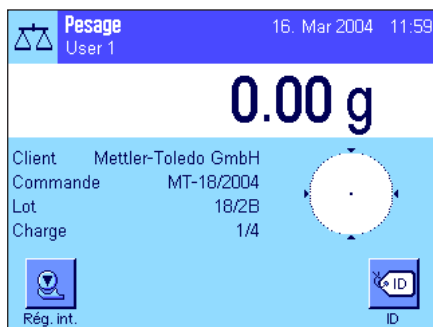 Pesage 16. Mar 2004 11:59
User 1
0.00 g
Client Mettler-Toledo GmbH
Commande MT-18/2004
Lot 18/2B
Charge 1/4
ID
Rég. int. ID